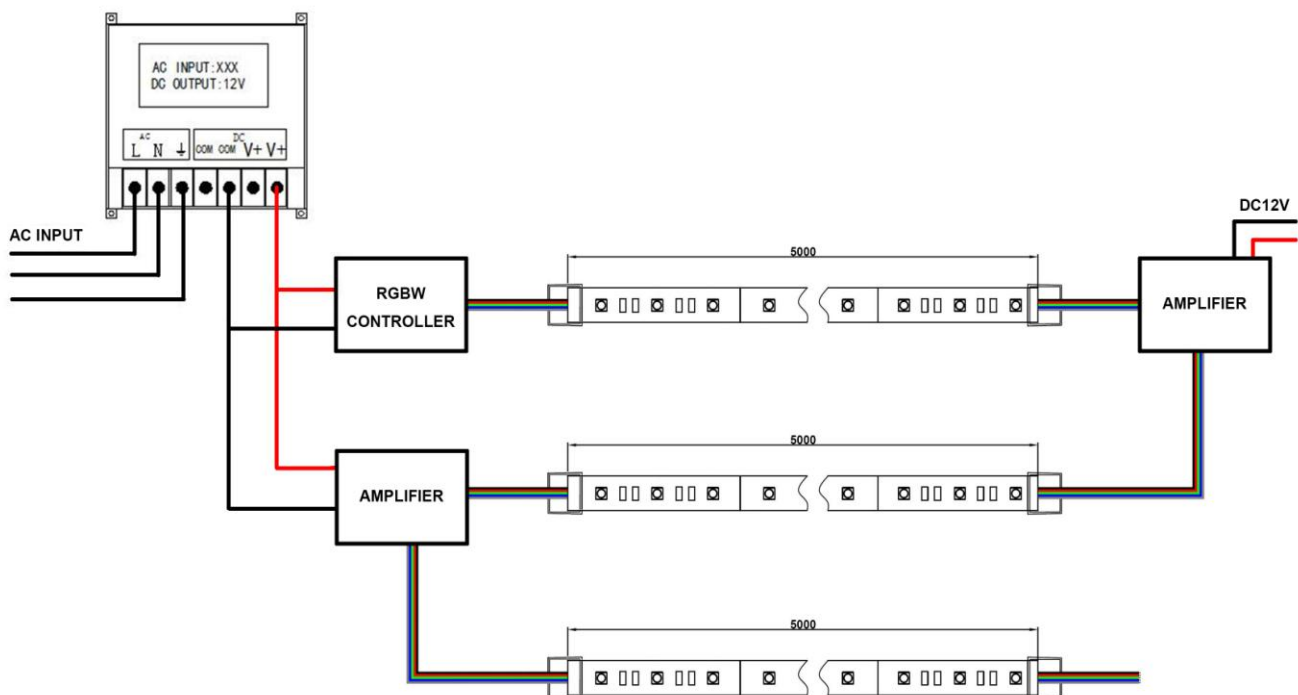 AC INPUT:XXX
DC OUTPUT:12V
AC DC
L N ⏚ COM COM V+ V+
AC INPUT
DC12V
5000
RGBW
CONTROLLER
AMPLIFIER
5000
AMPLIFIER
5000